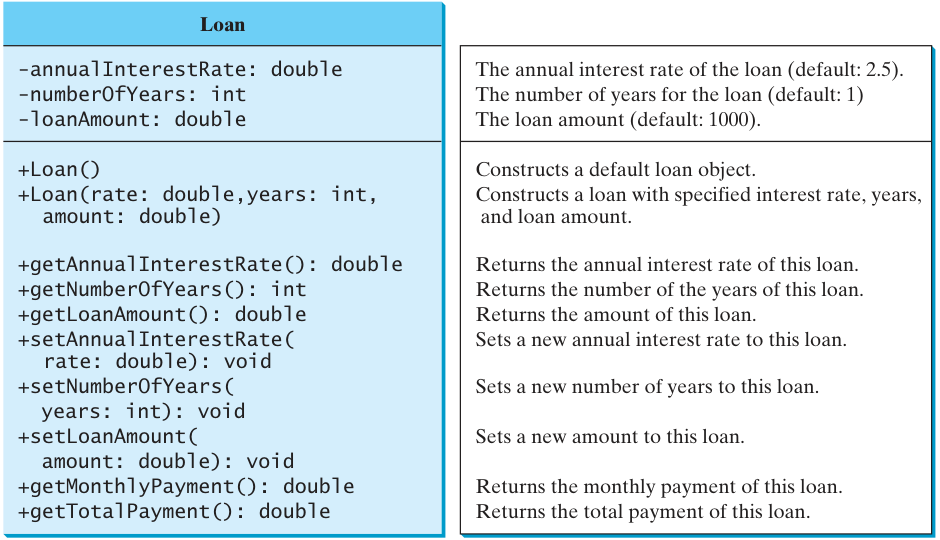 Loan
-annualInterestRate: double
-numberOfYears: int
-loanAmount: double
The annual interest rate of the loan (default: 2.5).
The number of years for the loan (default: 1)
The loan amount (default: 1000).
+Loan()
+Loan(rate: double,years: int,
amount: double)
+getAnnualInterestRate(): double
+getNumberOfYears(): int
+getLoanAmount(): double
+setAnnualInterestRate(
rate: double): void
+setNumberOfYears(
years: int): void
+setLoanAmount(
amount: double): void
+getMonthlyPayment(): double
+getTotalPayment(): double
Constructs a default loan object.
Constructs a loan with specified interest rate, years,
and loan amount.
Returns the annual interest rate of this loan.
Returns the number of the years of this loan.
Returns the amount of this loan.
Sets a new annual interest rate to this loan.
Sets a new number of years to this loan.
Sets a new amount to this loan.
Returns the monthly payment of this loan.
Returns the total payment of this loan.